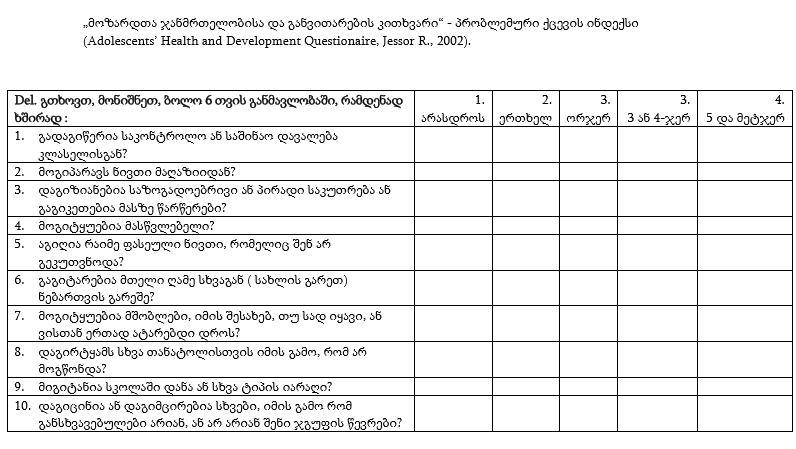 „მოზარდთა ჯანმრთელობისა და განვითარების კითხვარი“ - პრობლემური ქცევის ინდექსი
(Adolescents’ Health and Development Questionaire, Jessor R., 2002).
Del. გთხოვთ, მონიშნეთ, ბოლო 6 თვის განმავლობაში, რამდენად
ხშირად :
1.
არასდროს
2.
ერთხელ
3.
ორჯერ
3.
3 ან 4-ჯერ
4.
5 და მეტჯერ
1. გადაგიწერია საკონტროლო ან საშინაო დავალება
კლასელისგან?
2. მოგიპარავს ნივთი მაღაზიიდან?
3. დაგიზიანებია საზოგადოებრივი ან პირადი საკუთრება ან
გაგიკეთებია მასზე წარწერები?
4. მოგიტყუებია მასწვლებელი?
5. აგიღია რაიმე ფასეული ნივთი, რომელიც შენ არ
გეკუთვნოდა?
6. გაგიტარებია მთელი ღამე სხვაგან ( სახლის გარეთ)
ნებართვის გარეშე?
7. მოგიტყუებია მშობლები, იმის შესახებ, თუ სად იყავი, ან
ვისთან ერთად ატარებდი დროს?
8. დაგირტყამს სხვა თანატოლისთვის იმის გამო, რომ არ
მოგწონდა?
9. მიგიტანია სკოლაში დანა ან სხვა ტიპის იარაღი?
10. დაგიცინია ან დაგიმცირებია სხვები, იმის გამო რომ
განსხვავებულები არიან, ან არ არიან შენი ჯგუფის წევრები?